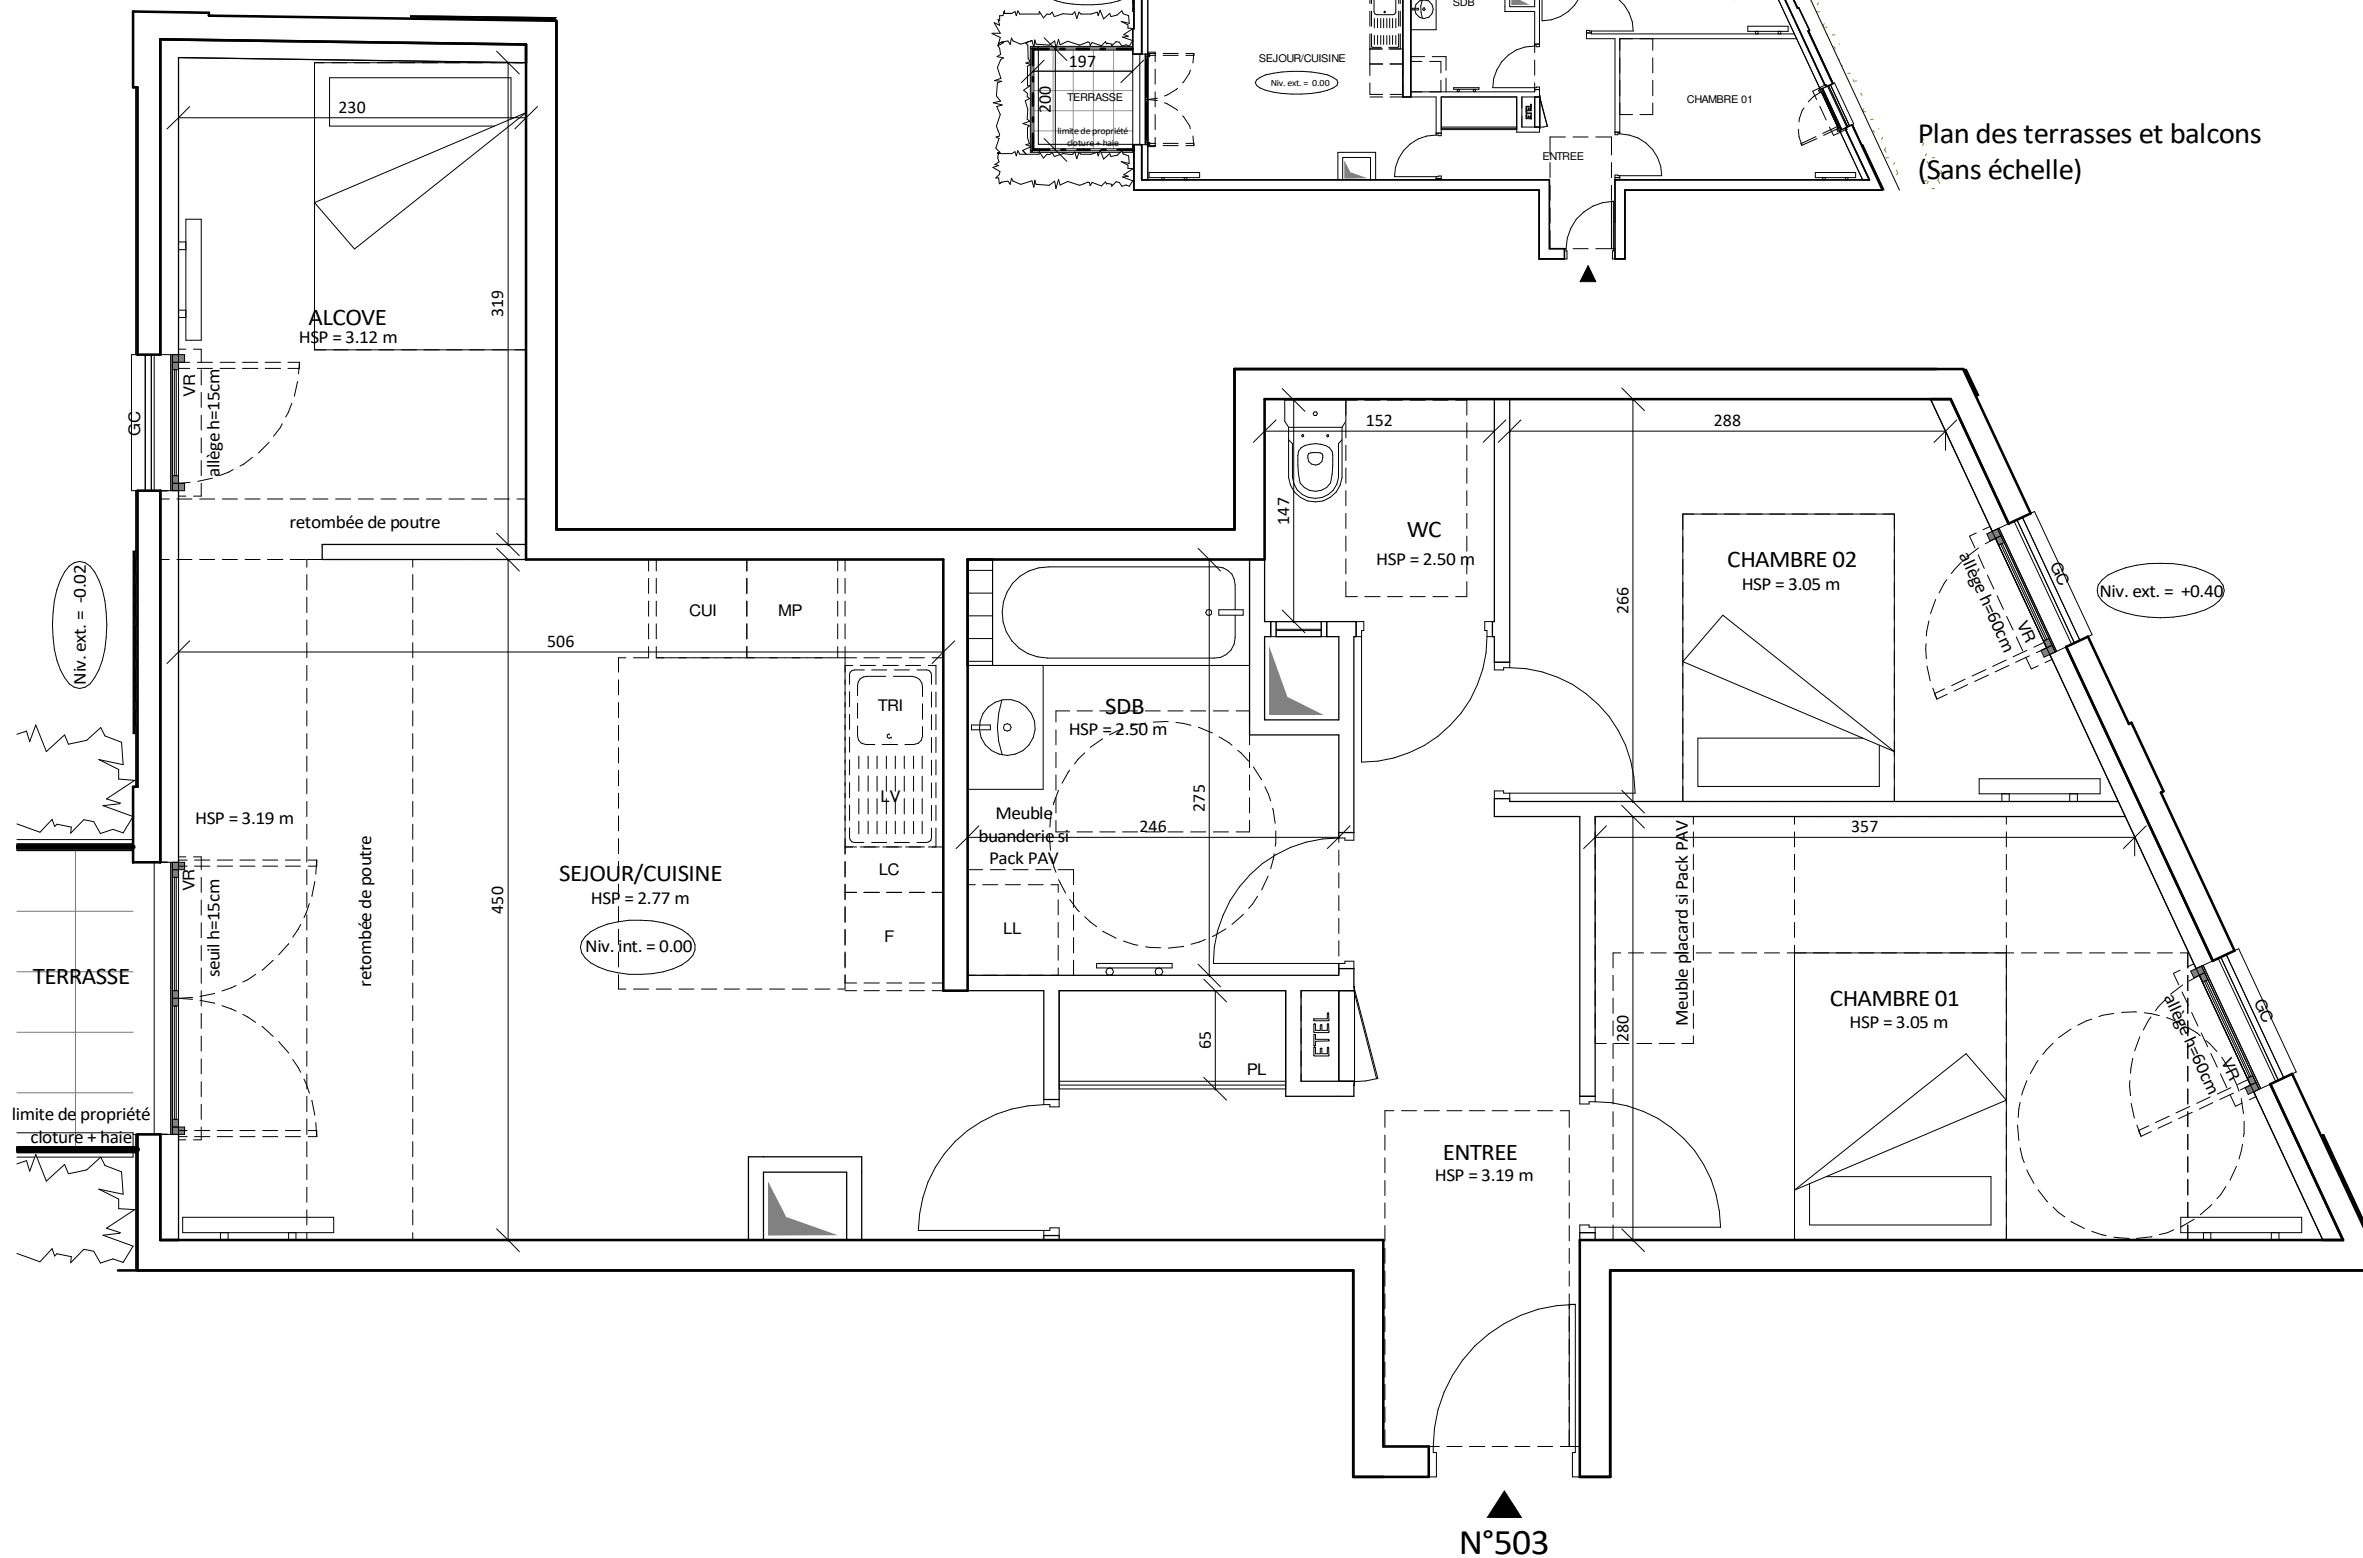 SDB
SEJOUR/CUISINE
Niv. ext. = 0.00
197
200
TERRASSE
limite de propriété
cloture + haie
ETEL
CHAMBRE 01
ENTREE
Plan des terrasses et balcons
(Sans échelle)
230
319
ALCOVE
HSP = 3.12 m
VR
allège h=15cm
GC
retombée de poutre
Niv. ext. = -0.02
506
CUI
MP
TRI
LV
LC
F
HSP = 3.19 m
VR
seuil h=15cm
retombée de poutre
450
SEJOUR/CUISINE
HSP = 2.77 m
Niv. int. = 0.00
TERRASSE
limite de propriété
cloture + haie
152
147
WC
HSP = 2.50 m
SDB
HSP = 2.50 m
275
246
Meuble
buanderie si
Pack PAV
LL
65
PL
ETEL
288
266
CHAMBRE 02
HSP = 3.05 m
allège h=60cm
VR
GC
Niv. ext. = +0.40
357
Meuble placard si Pack PAV
280
CHAMBRE 01
HSP = 3.05 m
allège h=60cm
VR
GC
ENTREE
HSP = 3.19 m
N°503